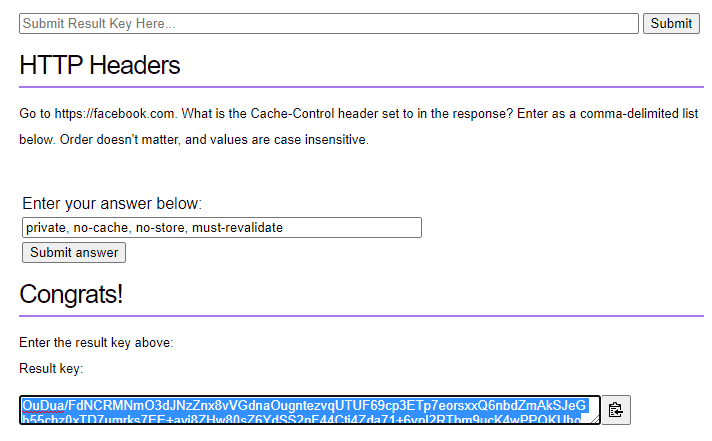 Submit Result Key Here...
Submit
HTTP Headers
Go to https://facebook.com. What is the Cache-Control header set to in the response? Enter as a comma-delimited list
below. Order doesn't matter, and values are case insensitive.
Enter your answer below:
private, no-cache, no-store, must-revalidate
Submit answer
Congrats!
Enter the result key above:
Result key:
OuDua/FdNCRMNmO3dJNzZnx8vVGdnaOugntezvqUTUF69cp3ETp7eorsxxQ6nbdZmAkSJeG